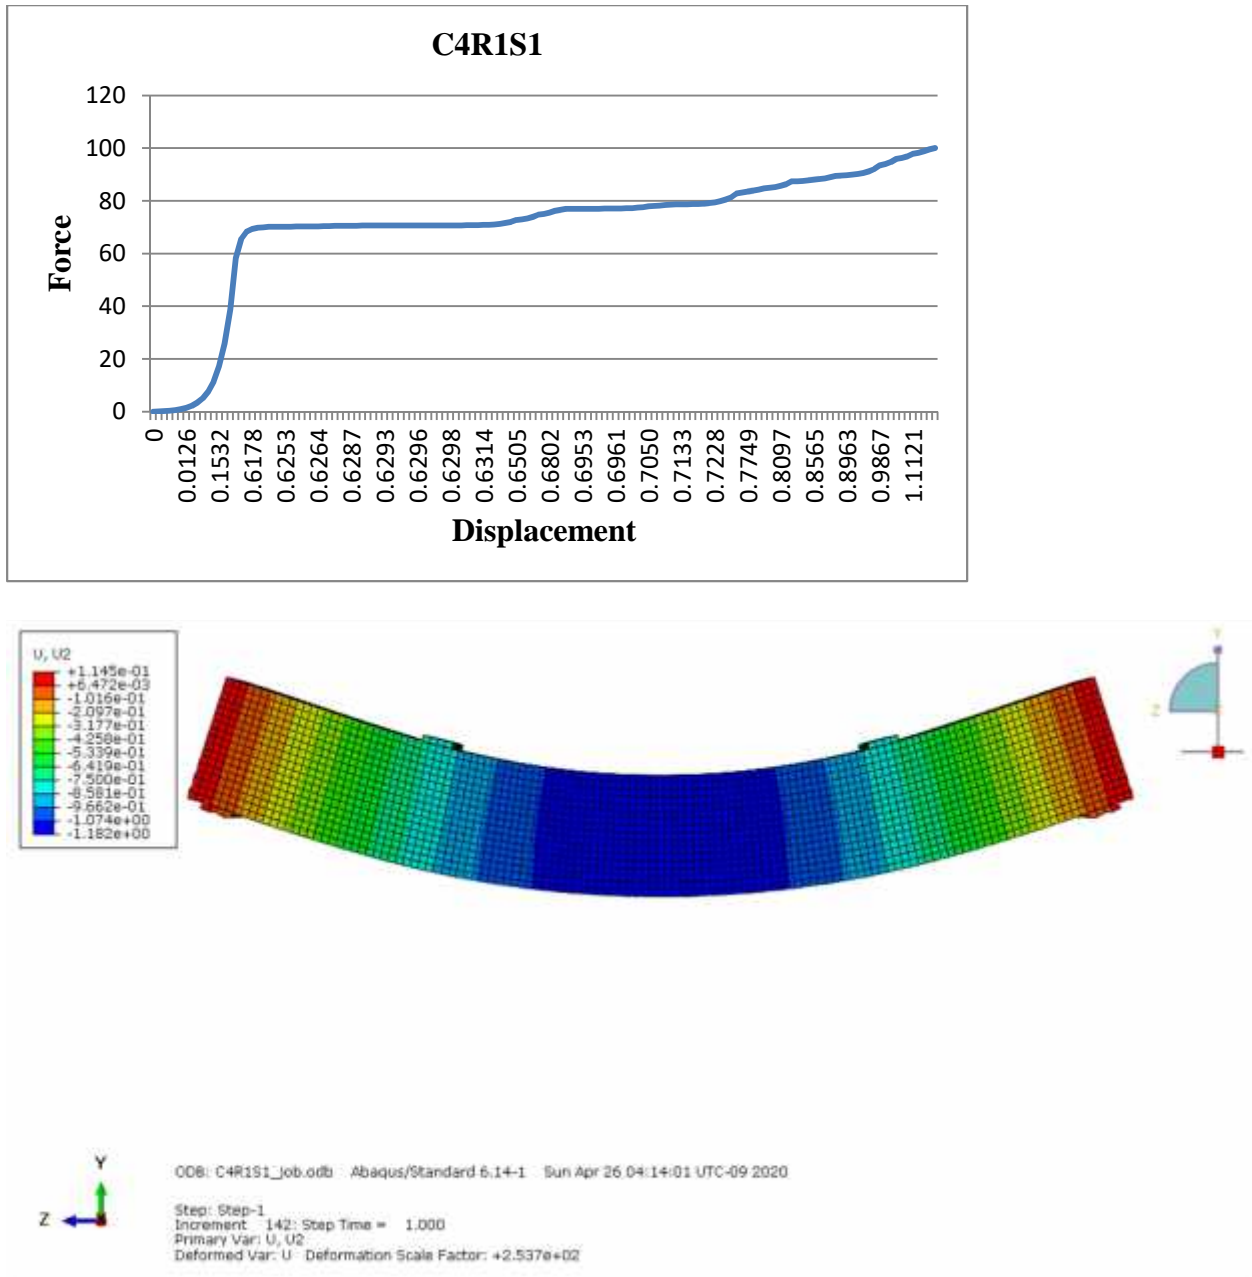 C4R1S1
120
100
80
60
40
20
0
Force
0 0.0126 0.1532 0.6178 0.6253 0.6264 0.6287 0.6293 0.6296 0.6298 0.6314 0.6505 0.6802 0.6953 0.6961 0.7050 0.7133 0.7228 0.7749 0.8097 0.8565 0.8963 0.9867 1.1121
Displacement
U, U2
+1.145e-01
+6.472e-03
-1.016e-01
-2.097e-01
-3.177e-01
-4.258e-01
-5.339e-01
-6.419e-01
-7.500e-01
-8.581e-01
-9.662e-01
-1.074e+00
-1.182e+00
Y
Z
Y
Z
ODB: C4R1S1_job.odb Abaqus/Standard 6.14-1 Sun Apr 26 04:14:01 UTC-09 2020
Step: Step-1
Increment 142: Step Time = 1.000
Primary Var: U, U2
Deformed Var: U Deformation Scale Factor: +2.537e+02